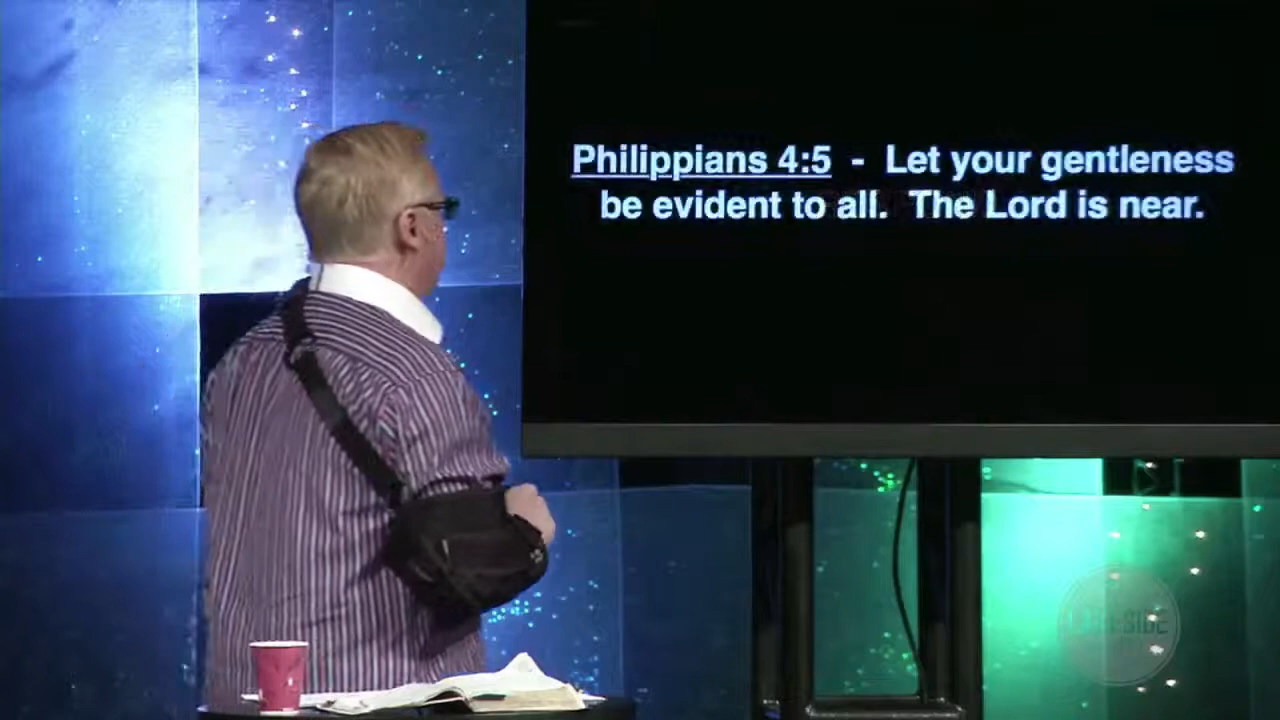 Philippians 4:5 - Let your gentleness
be evident to all. The Lord is near.